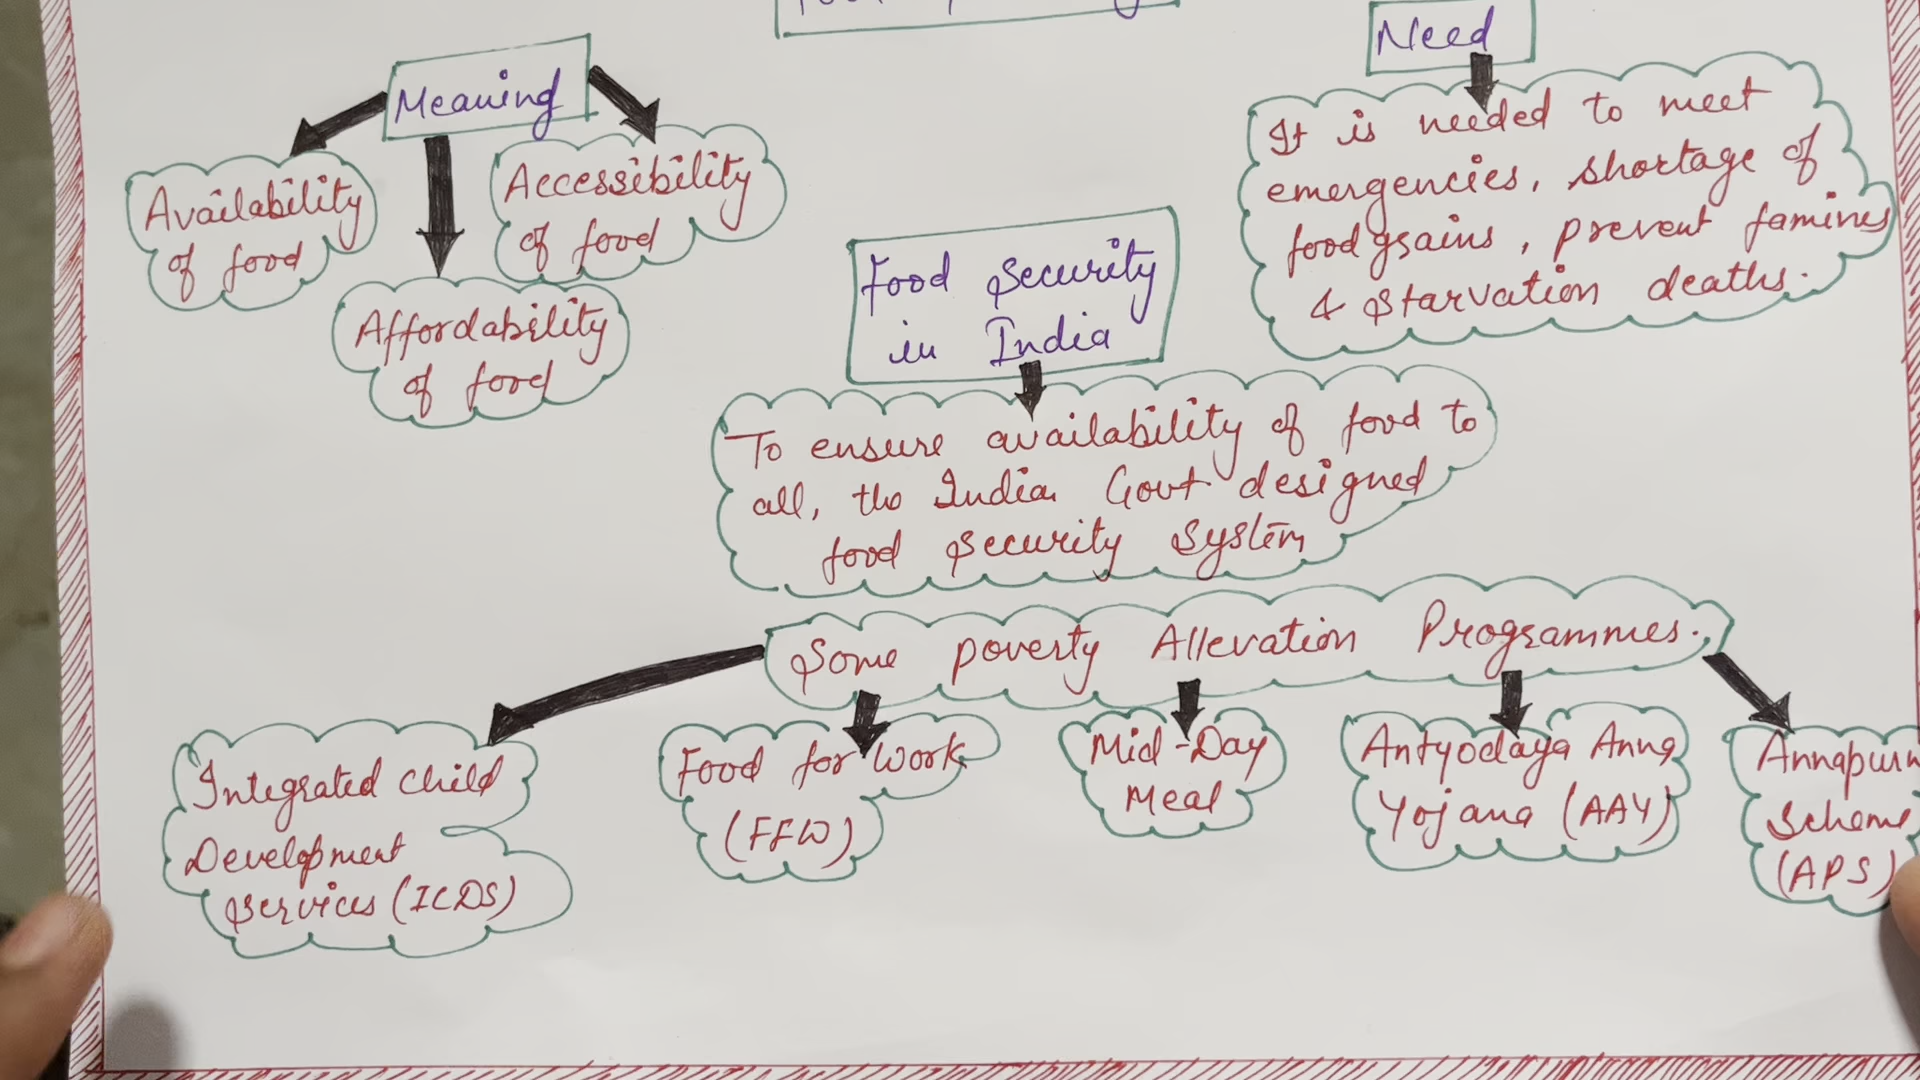 Need
Meaning
It is needed to meet
emergencies, shortage of
foodgrains, prevent famines
& starvation deaths.
Availability
of food
Accessibility
of food
Affordability
of food
Food security
in India
To ensure availability of food to
all, the India Govt designed
food security system
Some poverty Allevation Programmes.
Integrated child
Development
services (ICDS)
Food for Work
(FFW)
Mid-Day
Meal
Antyodaya Anna
Yojana (AAY)
Annapurn
Scheme
(APS)